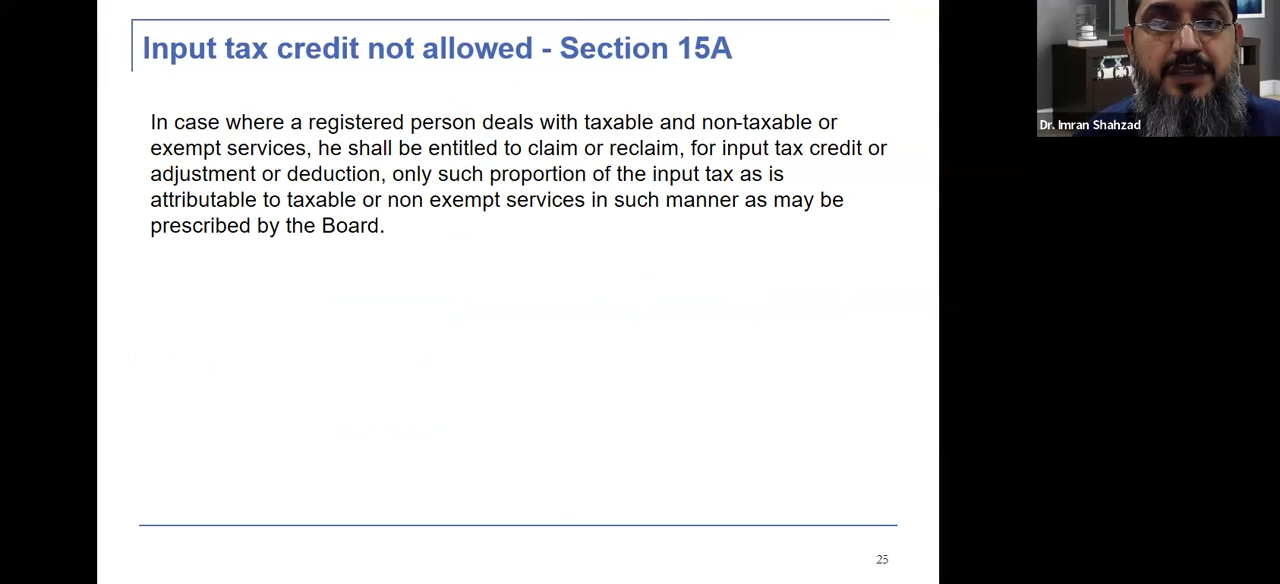 Input tax credit not allowed - Section 15A
In case where a registered person deals with taxable and non-taxable or
exempt services, he shall be entitled to claim or reclaim, for input tax credit or
adjustment or deduction, only such proportion of the input tax as is
attributable to taxable or non exempt services in such manner as may be
prescribed by the Board.
Dr. Imran Shahzad
25